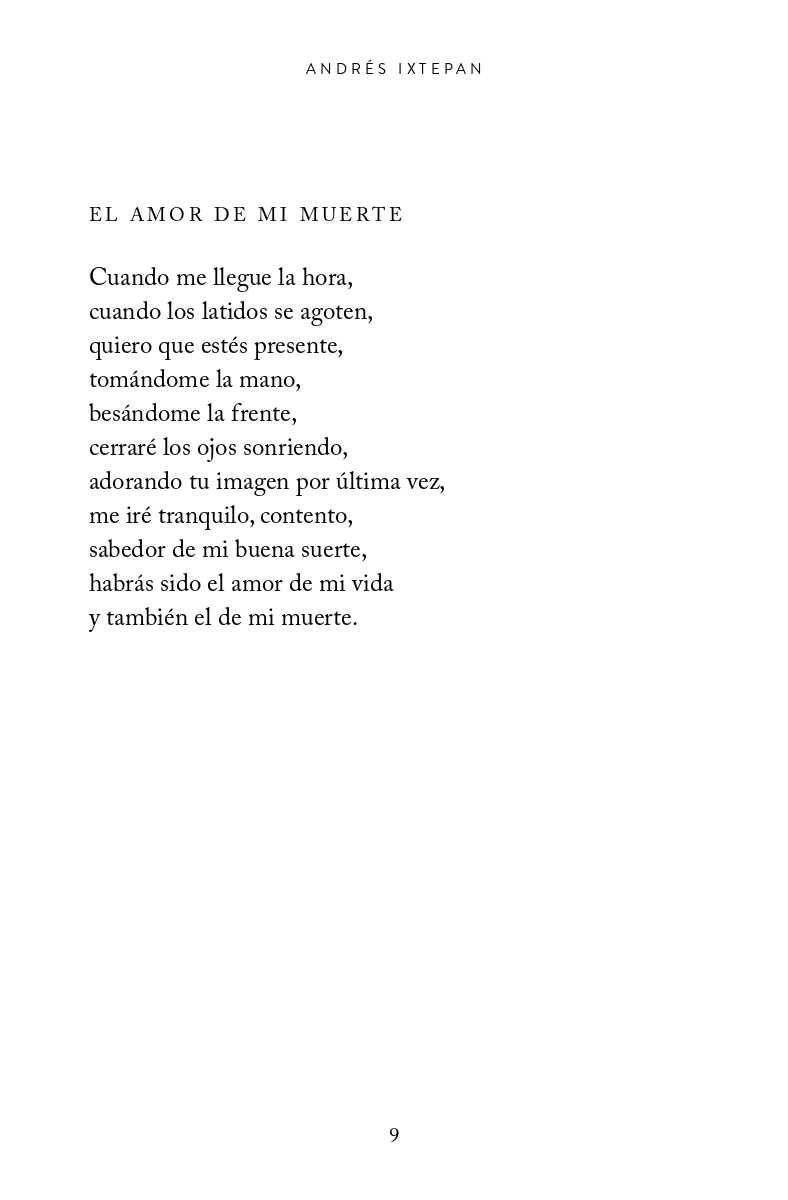 ANDRÉS IXTEPAN
EL AMOR DE MI MUERTE
Cuando me llegue la hora,
cuando los latidos se agoten,
quiero que estés presente,
tomándome la mano,
besándome la frente,
cerraré los ojos sonriendo,
adorando tu imagen por última vez,
me iré tranquilo, contento,
sabedor de mi buena suerte,
habrás sido el amor de mi vida
y también el de mi muerte.
9